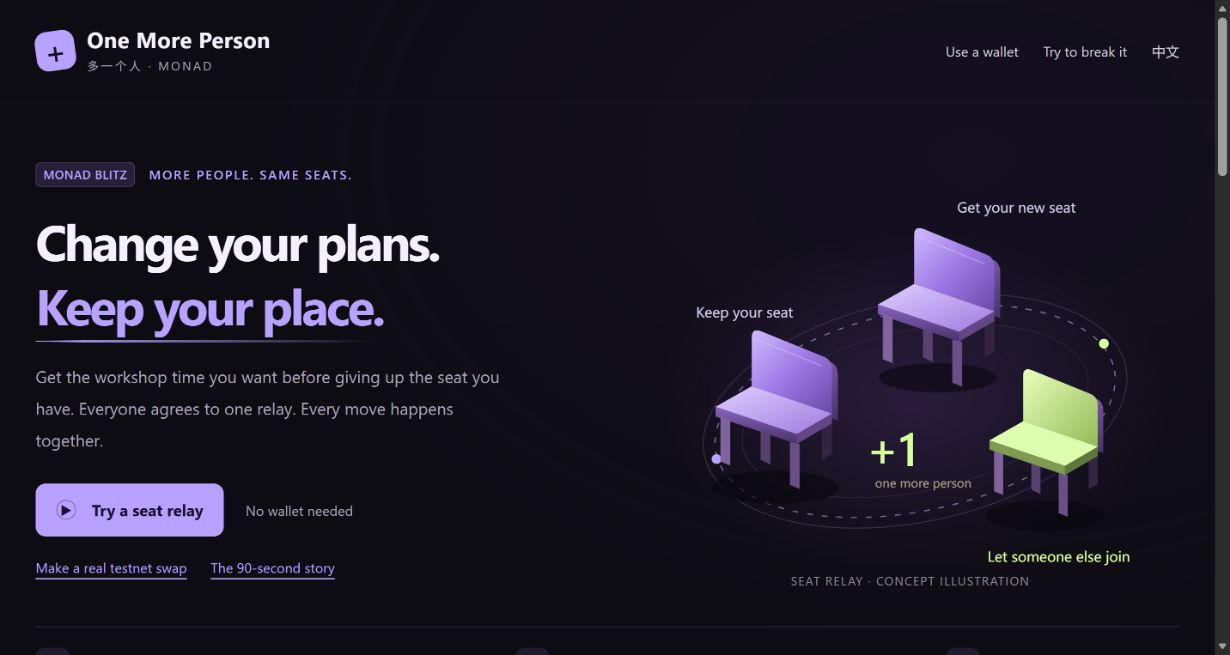 One More Person
多一个人 · MONAD
Use a wallet
Try to break it
中文
MONAD BLITZ
MORE PEOPLE. SAME SEATS.
Change your plans.
Keep your place.
Get the workshop time you want before giving up the seat you
have. Everyone agrees to one relay. Every move happens
together.
Try a seat relay
No wallet needed
Make a real testnet swap
The 90-second story
Get your new seat
Keep your seat
+1
one more person
Let someone else join
SEAT RELAY · CONCEPT ILLUSTRATION